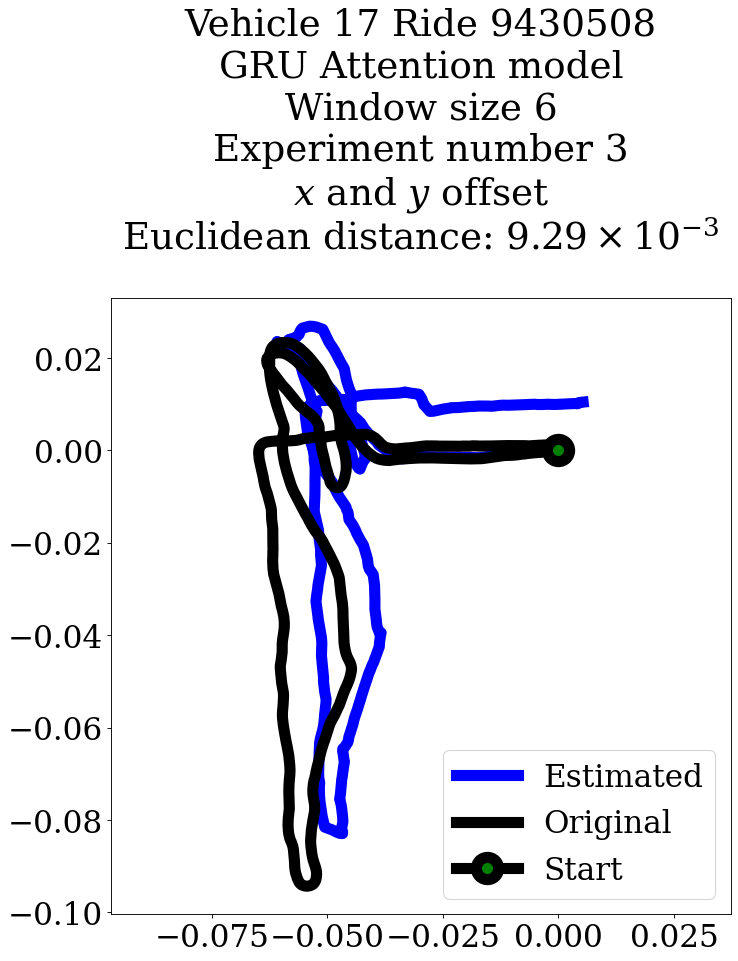 Vehicle 17 Ride 9430508
GRU Attention model
Window size 6
Experiment number 3
x and y offset
Euclidean distance: 9.29 × 10⁻³
0.02
0.00
−0.02
−0.04
−0.06
−0.08
−0.10
Estimated
Original
Start
−0.075 −0.050 −0.025 0.000 0.025